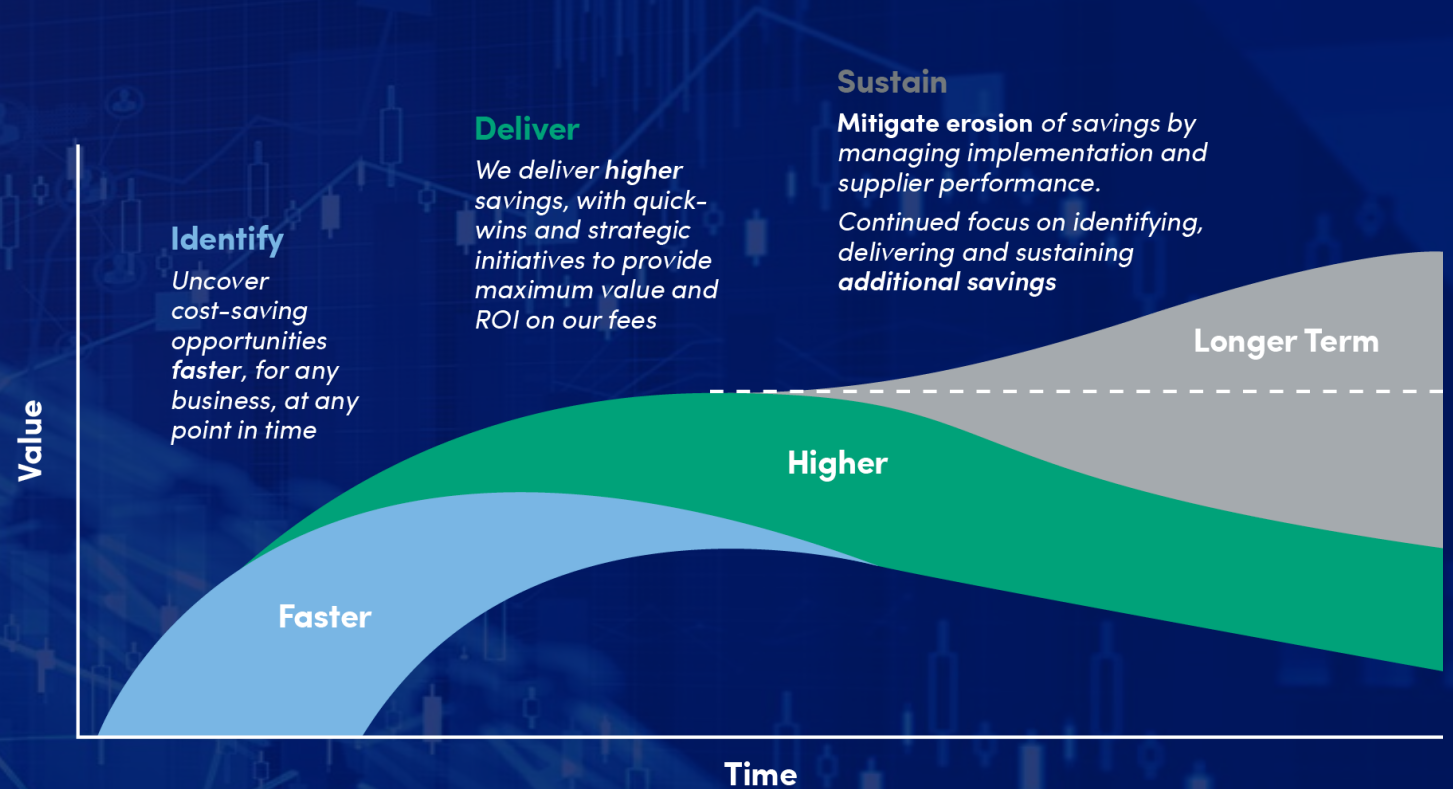 Sustain
Mitigate erosion of savings by
managing implementation and
supplier performance.
Continued focus on identifying,
delivering and sustaining
additional savings
Deliver
We deliver higher
savings, with quick-
wins and strategic
initiatives to provide
maximum value and
ROI on our fees
Identify
Uncover
cost-saving
opportunities
faster, for any
business, at any
point in time
Longer Term
Higher
Faster
Value
Time